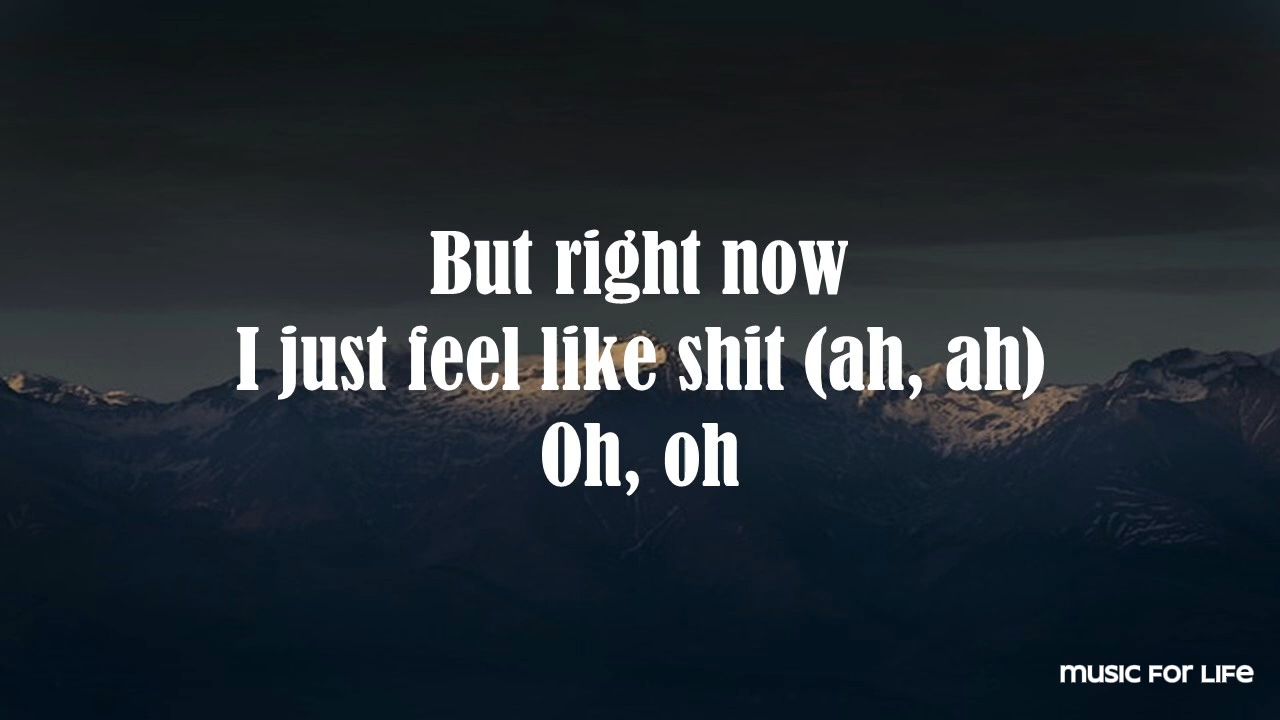 But right now
I just feel like shit (ah, ah)
Oh, oh
MUSIC FOR LIFE